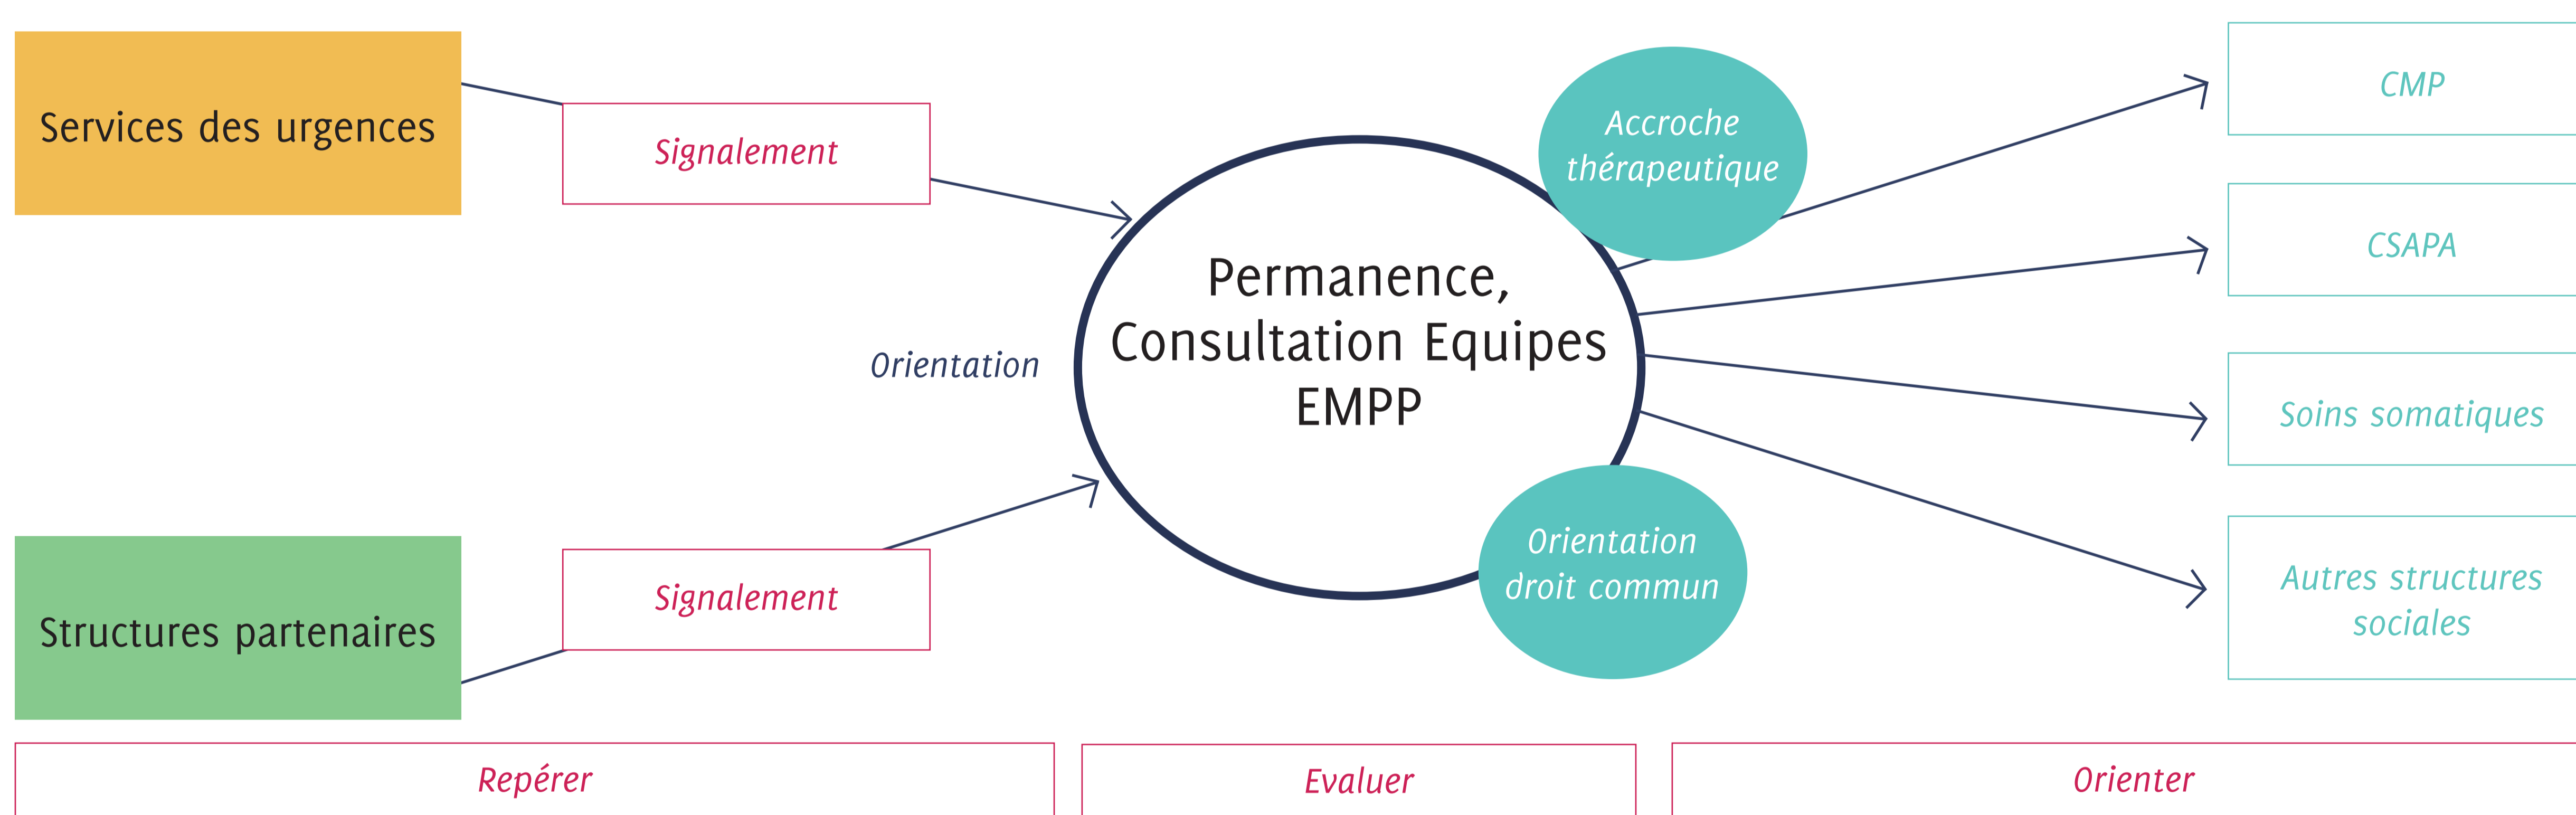 Services des urgences
Signalement
Orientation
Structures partenaires
Signalement
Permanence,
Consultation Equipes
EMPP
Accroche
thérapeutique
Orientation
droit commun
CMP
CSAPA
Soins somatiques
Autres structures
sociales
Repérer
Evaluer
Orienter